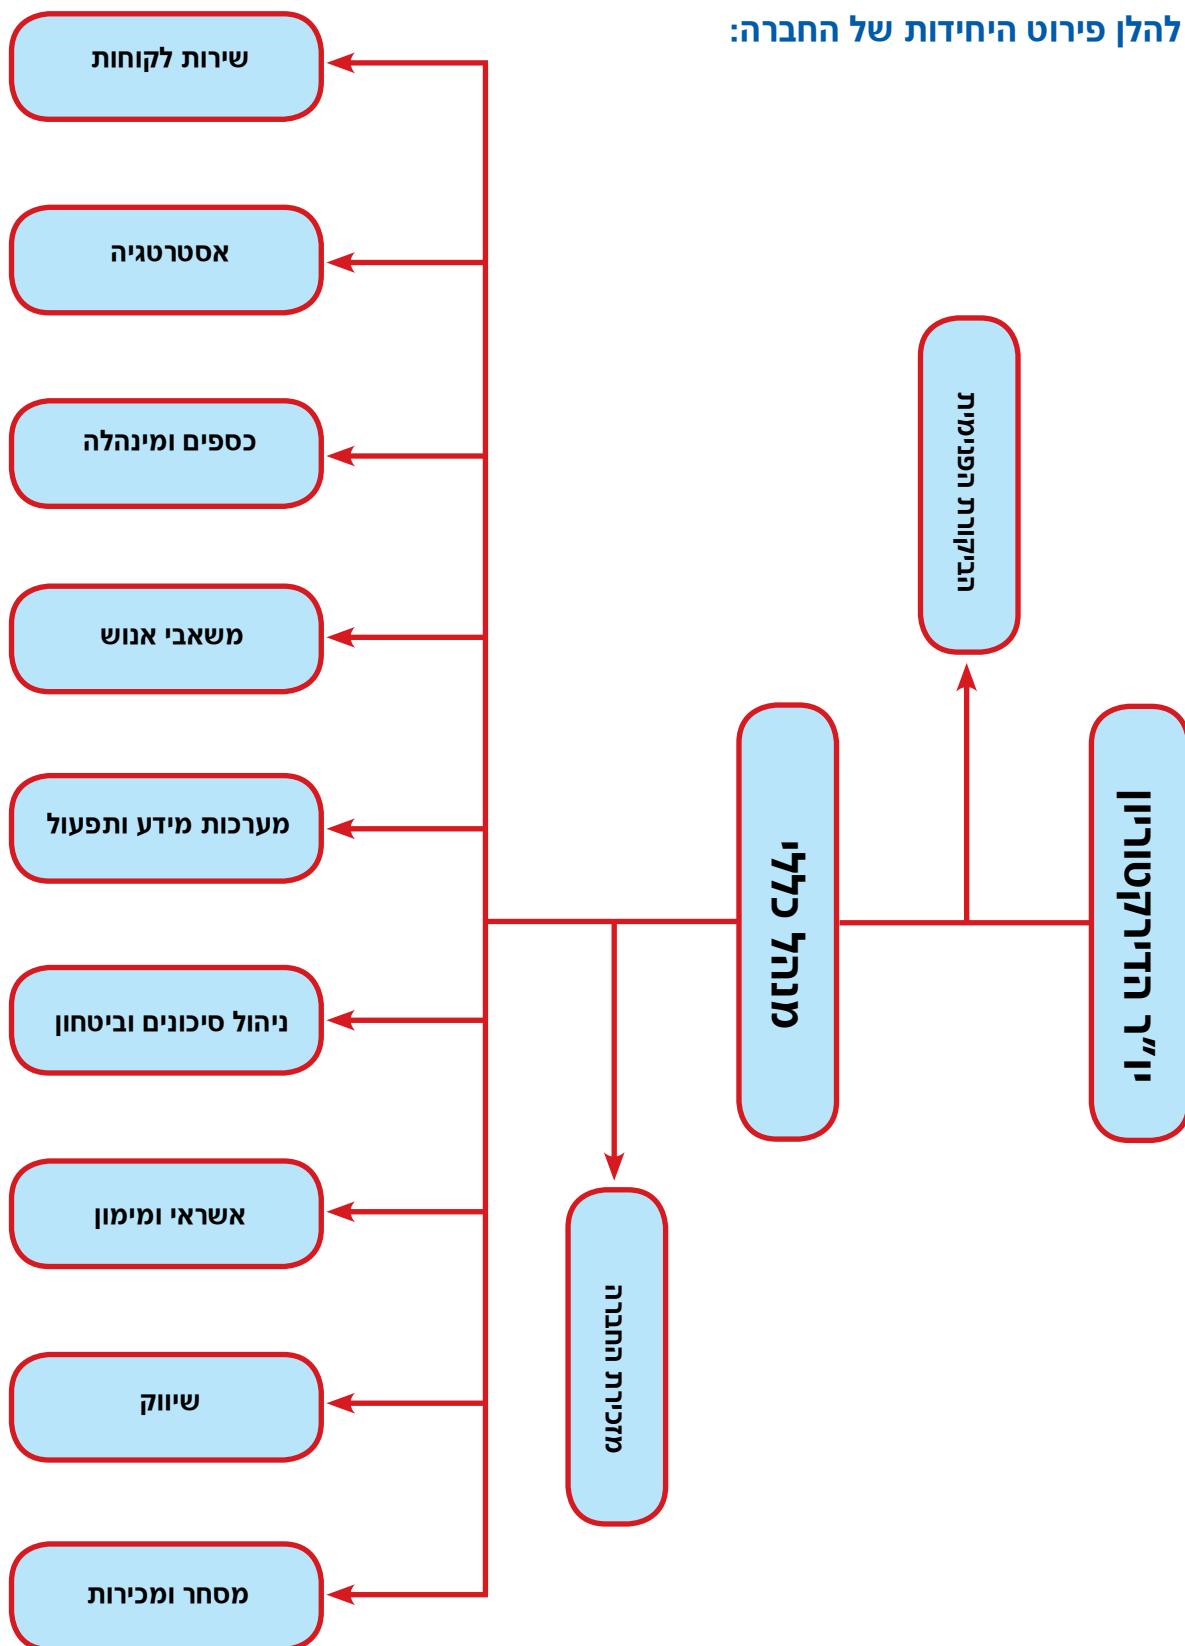 להלן פירוט היחידות של החברה:
יו"ר הדירקטוריון
הביקורת הפנימית
מנהל כללי
מזכירת החברה
שירות לקוחות
אסטרטגיה
כספים ומינהלה
משאבי אנוש
מערכות מידע ותפעול
ניהול סיכונים וביטחון
אשראי ומימון
שיווק
מסחר ומכירות